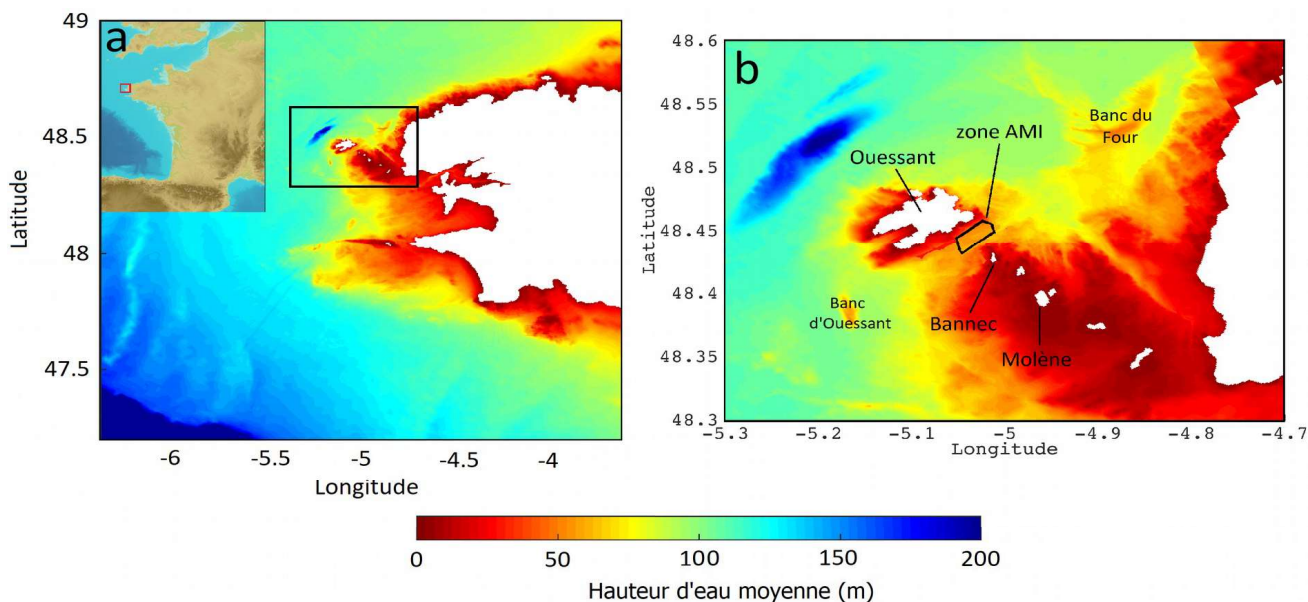 a
49
48.5
48
47.5
Latitude
-6
-5.5
-5
-4.5
-4
Longitude
b
48.6
48.55
48.5
48.45
48.4
48.35
48.3
Latitude
Banc du
Four
zone AMI
Ouessant
Banc
d'Ouessant
Bannec
Molène
-5.3
-5.2
-5.1
-5
-4.9
-4.8
-4.7
Longitude
0
50
100
150
200
Hauteur d'eau moyenne (m)